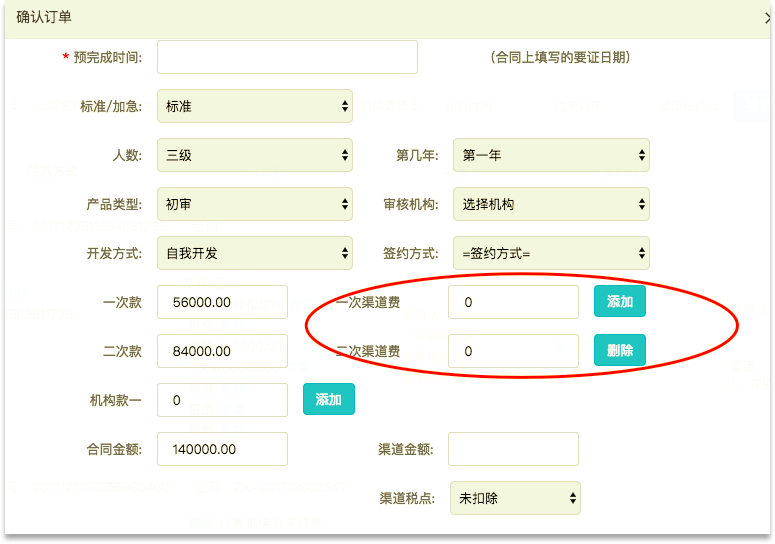 确认订单
* 预完成时间: （合同上填写的要证日期）
标准/加急: 标准
人数: 三级 第几年: 第一年
产品类型: 初审 审核机构: 选择机构
开发方式: 自我开发 签约方式: =签约方式=
一次款 56000.00 一次渠道费 0 添加
二次款 84000.00 二次渠道费 0 删除
机构款一 0 添加
合同金额: 140000.00 渠道金额:
渠道税点: 未扣除